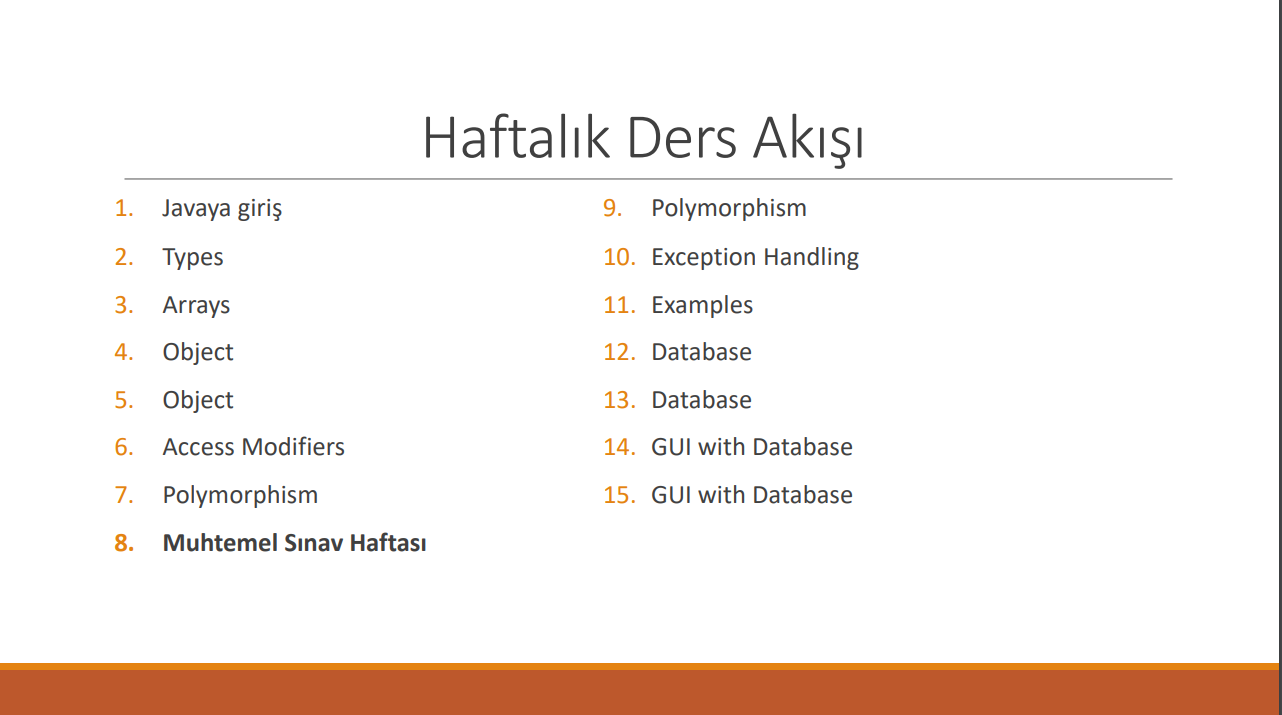 Haftalık Ders Akışı
1. Javaya giriş
2. Types
3. Arrays
4. Object
5. Object
6. Access Modifiers
7. Polymorphism
8. Muhtemel Sınav Haftası
9. Polymorphism
10. Exception Handling
11. Examples
12. Database
13. Database
14. GUI with Database
15. GUI with Database